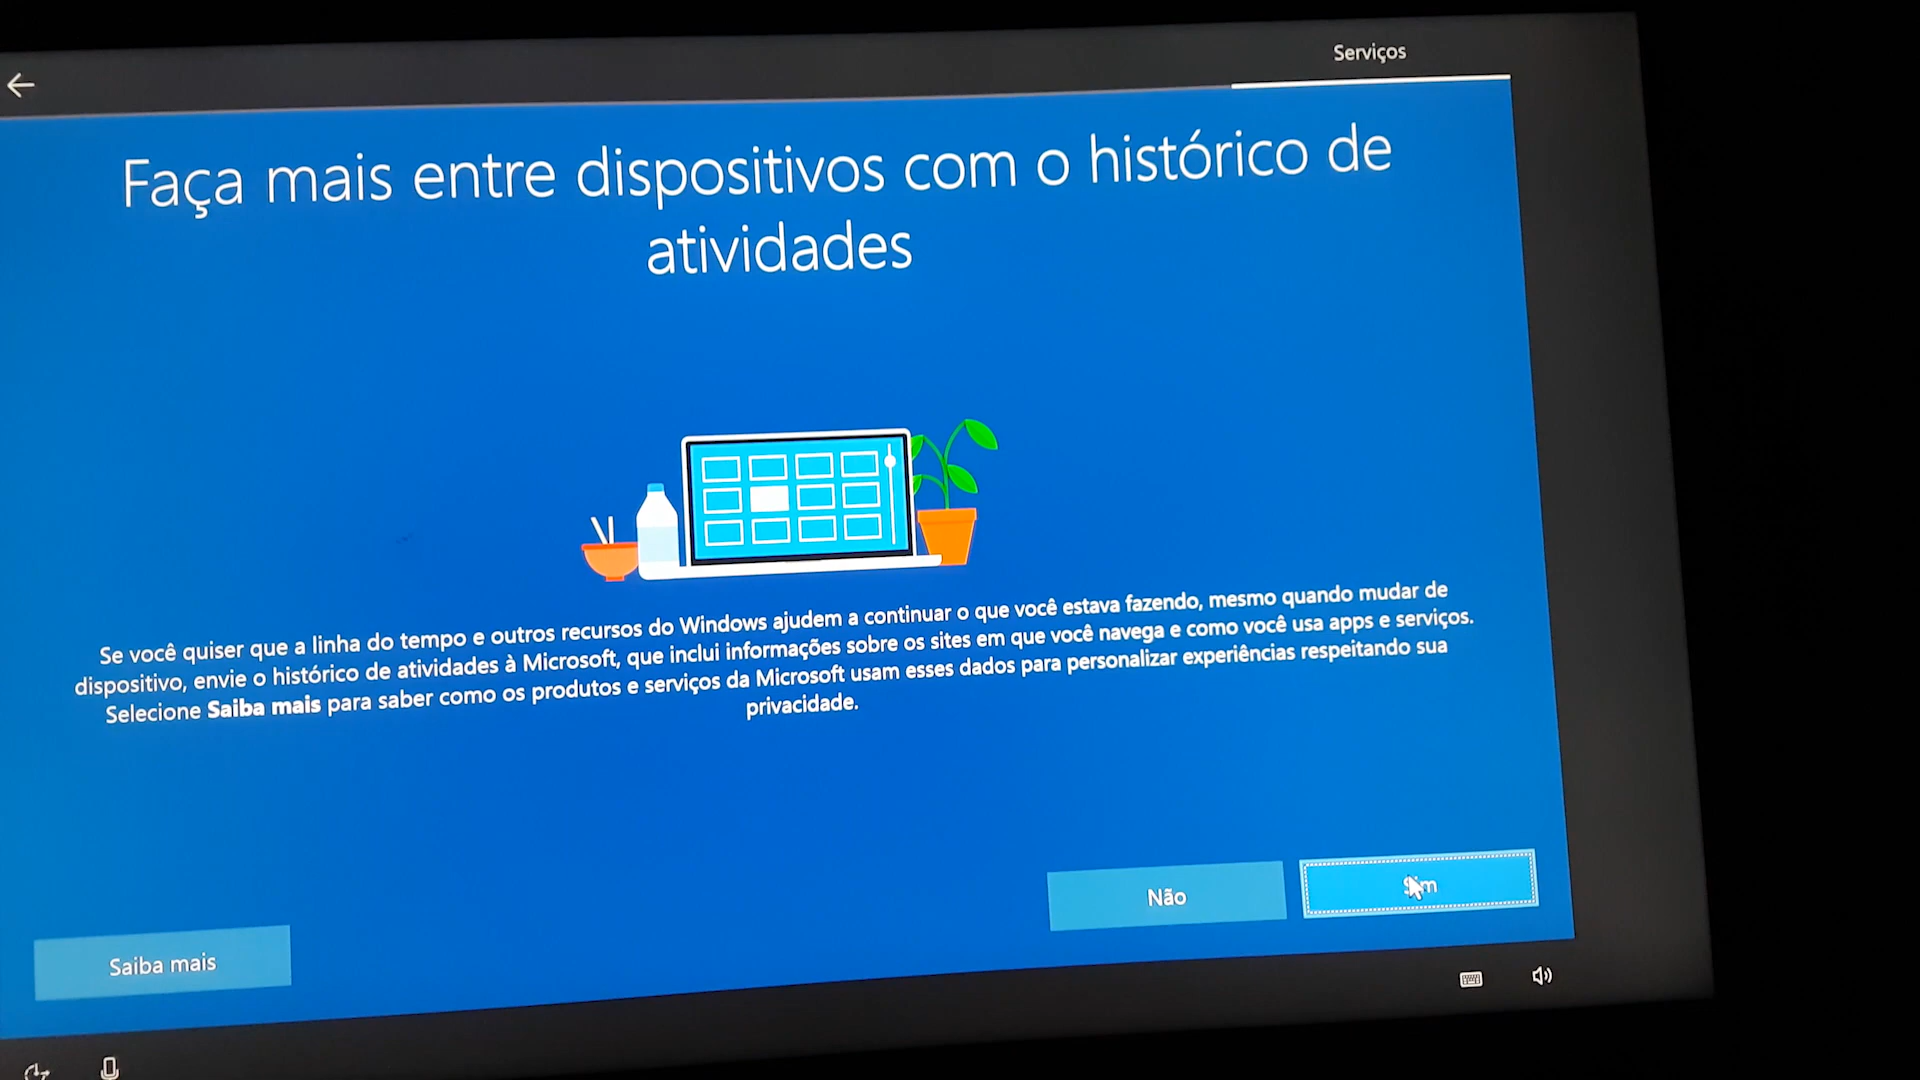 Serviços
Faça mais entre dispositivos com o histórico de
atividades
Se você quiser que a linha do tempo e outros recursos do Windows ajudem a continuar o que você estava fazendo, mesmo quando mudar de
dispositivo, envie o histórico de atividades à Microsoft, que inclui informações sobre os sites em que você navega e como você usa apps e serviços.
Selecione Saiba mais para saber como os produtos e serviços da Microsoft usam esses dados para personalizar experiências respeitando sua
privacidade.
Não
Sim
Saiba mais